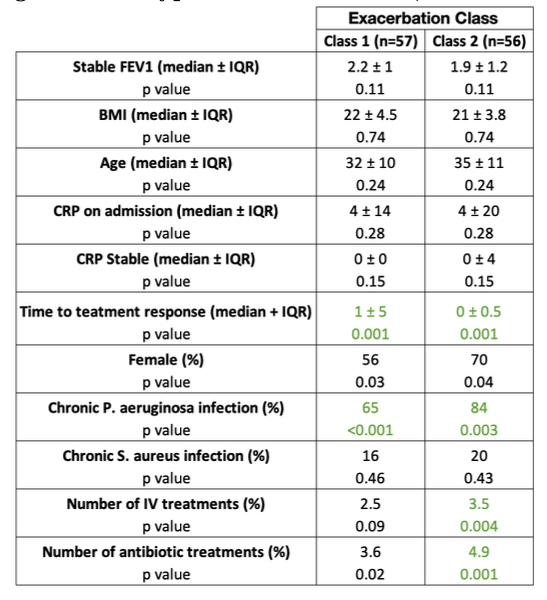 Exacerbation Class
Class 1 (n=57) Class 2 (n=56)
Stable FEV1 (median ± IQR) 2.2 ± 1 1.9 ± 1.2
p value 0.11 0.11
BMI (median ± IQR) 22 ± 4.5 21 ± 3.8
p value 0.74 0.74
Age (median ± IQR) 32 ± 10 35 ± 11
p value 0.24 0.24
CRP on admission (median ± IQR) 4 ± 14 4 ± 20
p value 0.28 0.28
CRP Stable (median ± IQR) 0 ± 0 0 ± 4
p value 0.15 0.15
Time to teatment response (median + IQR) 1 ± 5 0 ± 0.5
p value 0.001 0.001
Female (%) 56 70
p value 0.03 0.04
Chronic P. aeruginosa infection (%) 65 84
p value <0.001 0.003
Chronic S. aureus infection (%) 16 20
p value 0.46 0.43
Number of IV treatments (%) 2.5 3.5
p value 0.09 0.004
Number of antibiotic treatments (%) 3.6 4.9
p value 0.02 0.001